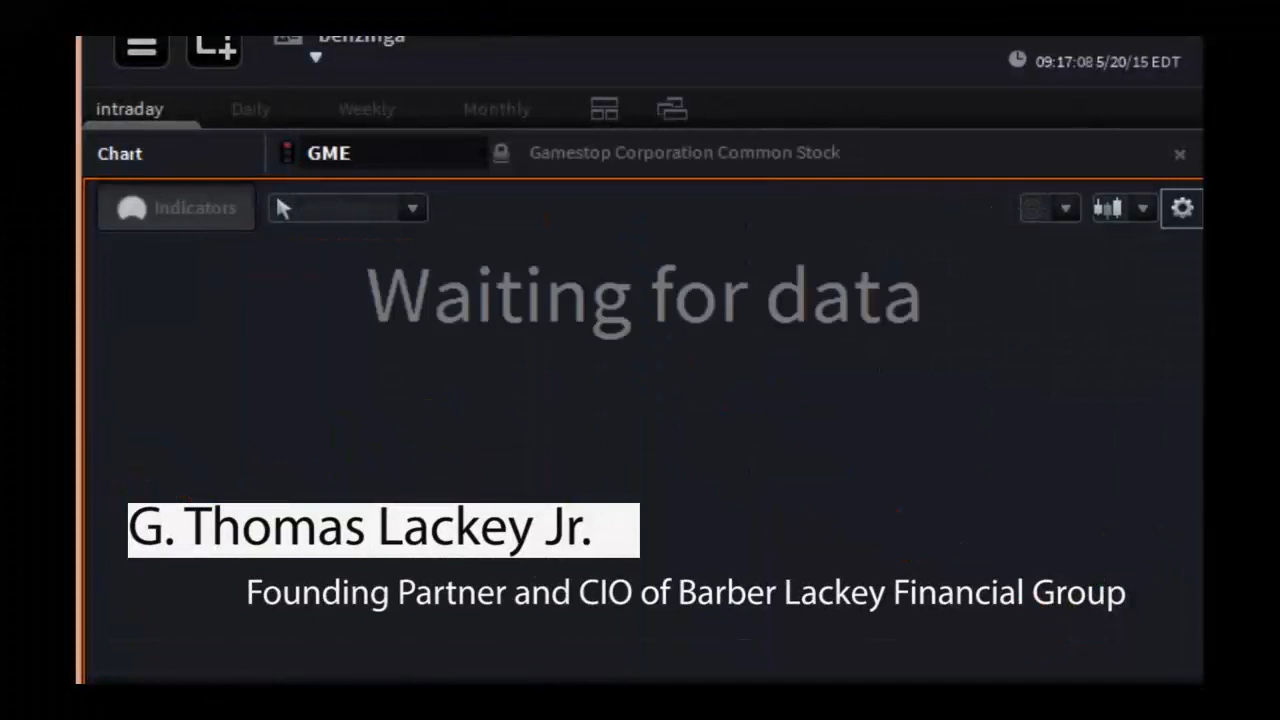 benzinga
09:17:08 5/20/15 EDT
intraday Daily Weekly Monthly
Chart GME Gamestop Corporation Common Stock
Indicators
Waiting for data
G. Thomas Lackey Jr.
Founding Partner and CIO of Barber Lackey Financial Group